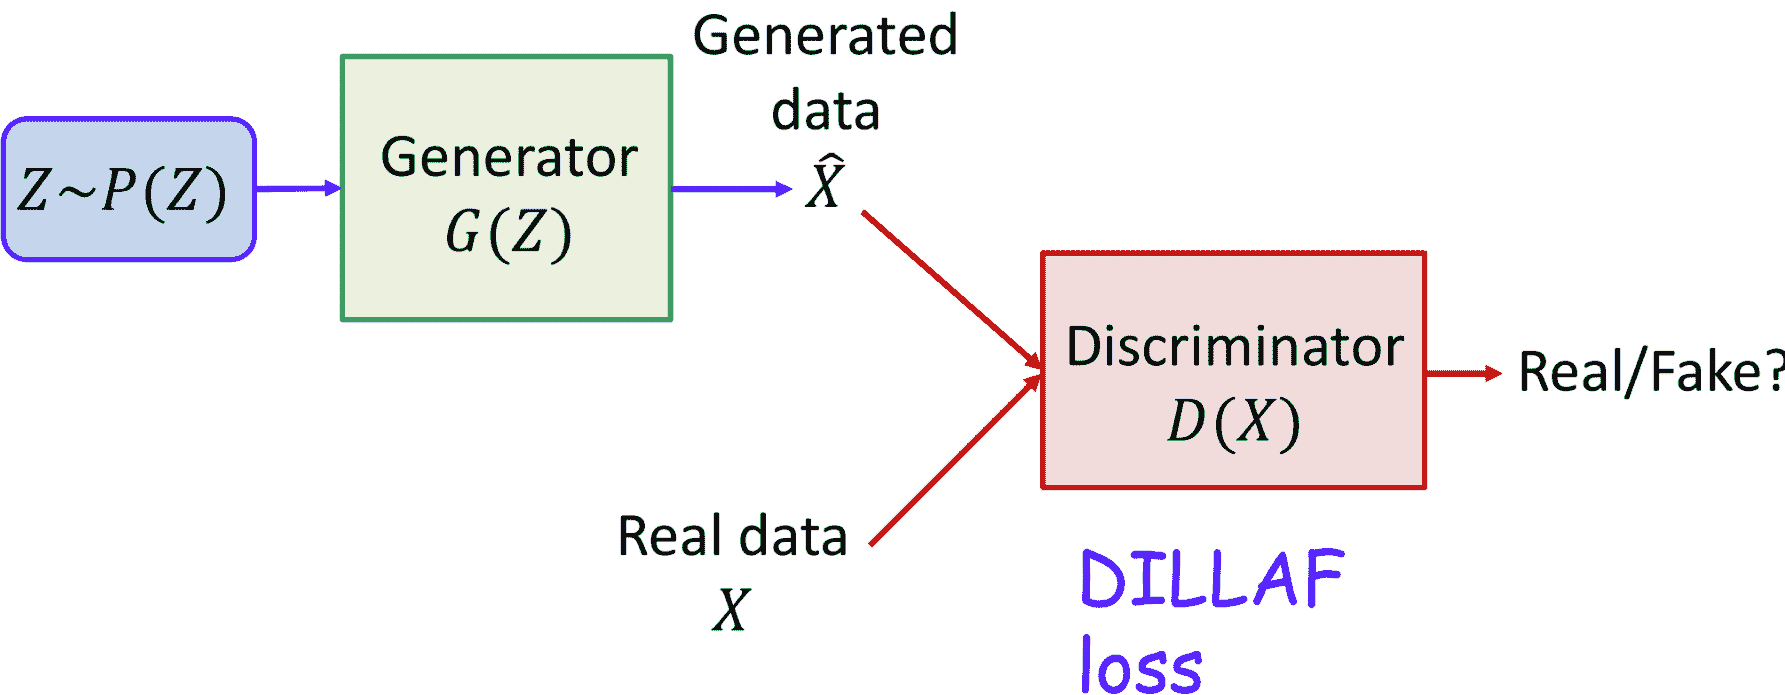 Z~P(Z)
Generator
G(Z)
Generated
data
X̂
Discriminator
D(X)
Real/Fake?
Real data
X
DILLAF
loss